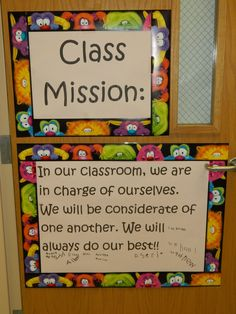 Class
Mission:
In our classroom, we are
in charge of ourselves.
We will be considerate of
one another. We will
always do our best!!